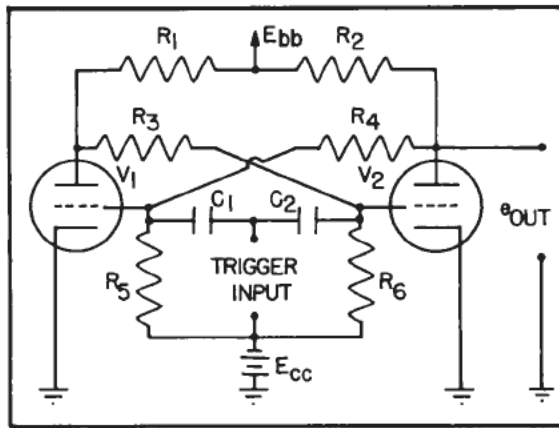 R1 Ebb R2
R3 R4
V1 V2
C1 C2
eOUT
R5 TRIGGER INPUT R6
Ecc